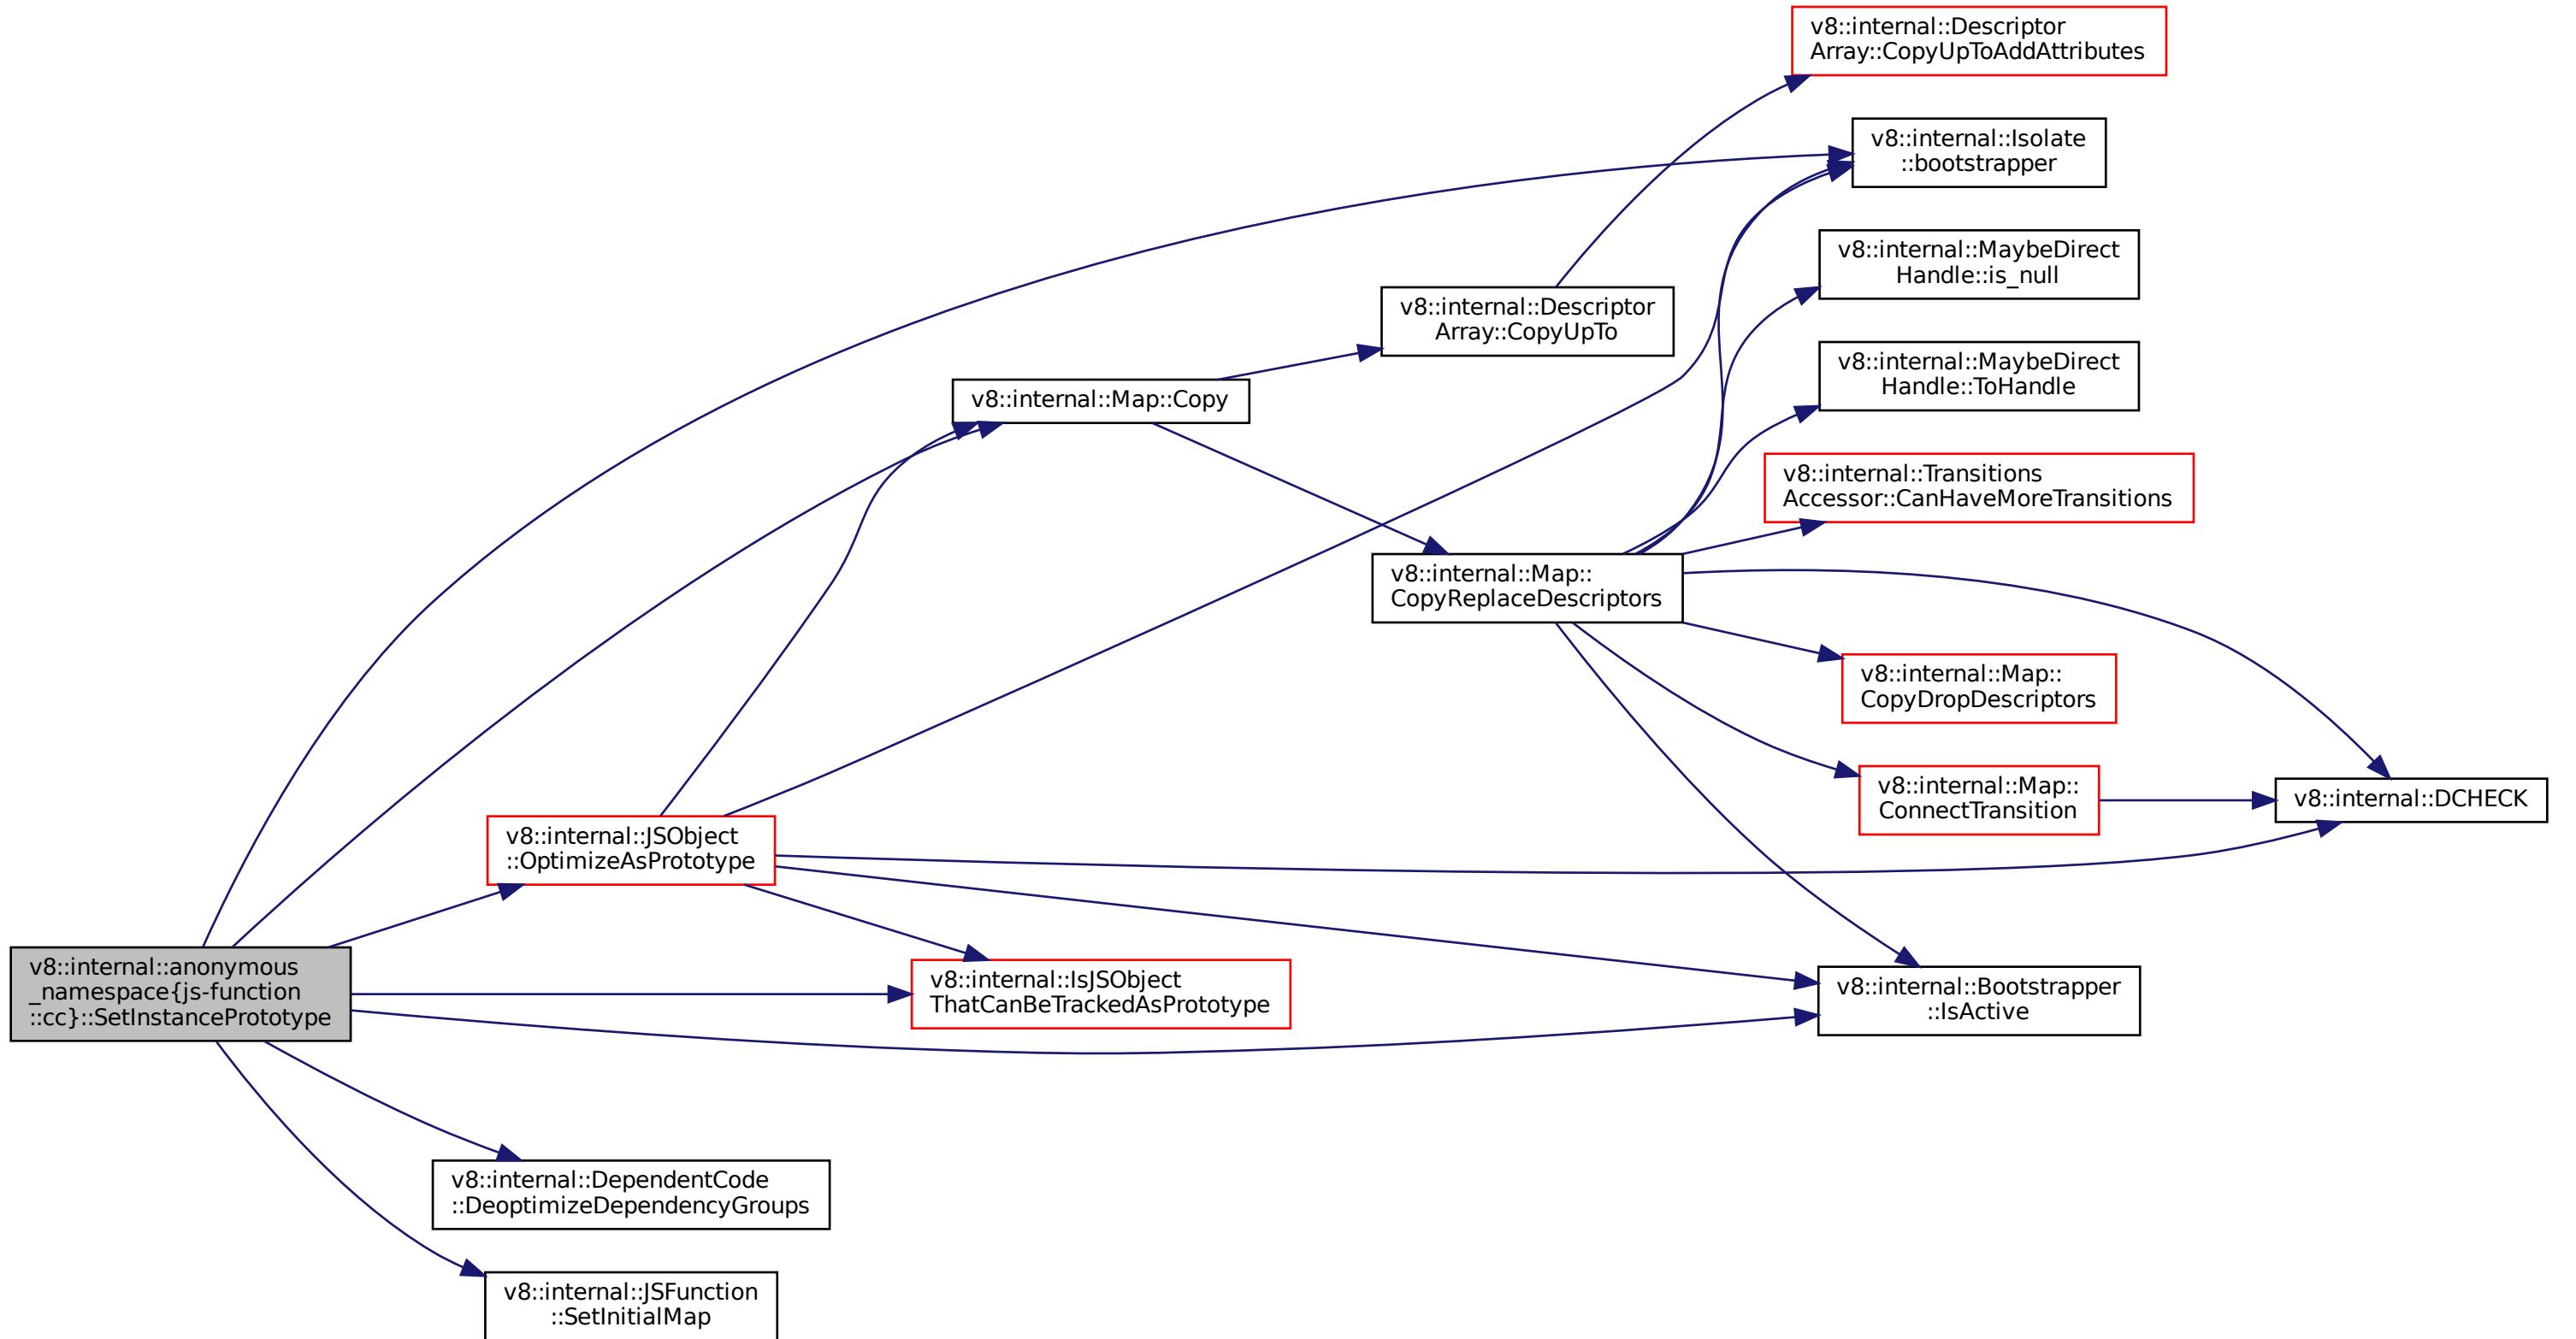 v8::internal::Descriptor
Array::CopyUpToAddAttributes
v8::internal::Isolate
::bootstrapper
v8::internal::MaybeDirect
Handle::is_null
v8::internal::Descriptor
Array::CopyUpTo
v8::internal::MaybeDirect
Handle::ToHandle
v8::internal::Map::Copy
v8::internal::Transitions
Accessor::CanHaveMoreTransitions
v8::internal::Map::
CopyReplaceDescriptors
v8::internal::Map::
CopyDropDescriptors
v8::internal::Map::
ConnectTransition
v8::internal::DCHECK
v8::internal::JSObject
::OptimizeAsPrototype
v8::internal::anonymous
_namespace{js-function
::cc}::SetInstancePrototype
v8::internal::IsJSObject
ThatCanBeTrackedAsPrototype
v8::internal::Bootstrapper
::IsActive
v8::internal::DependentCode
::DeoptimizeDependencyGroups
v8::internal::JSFunction
::SetInitialMap